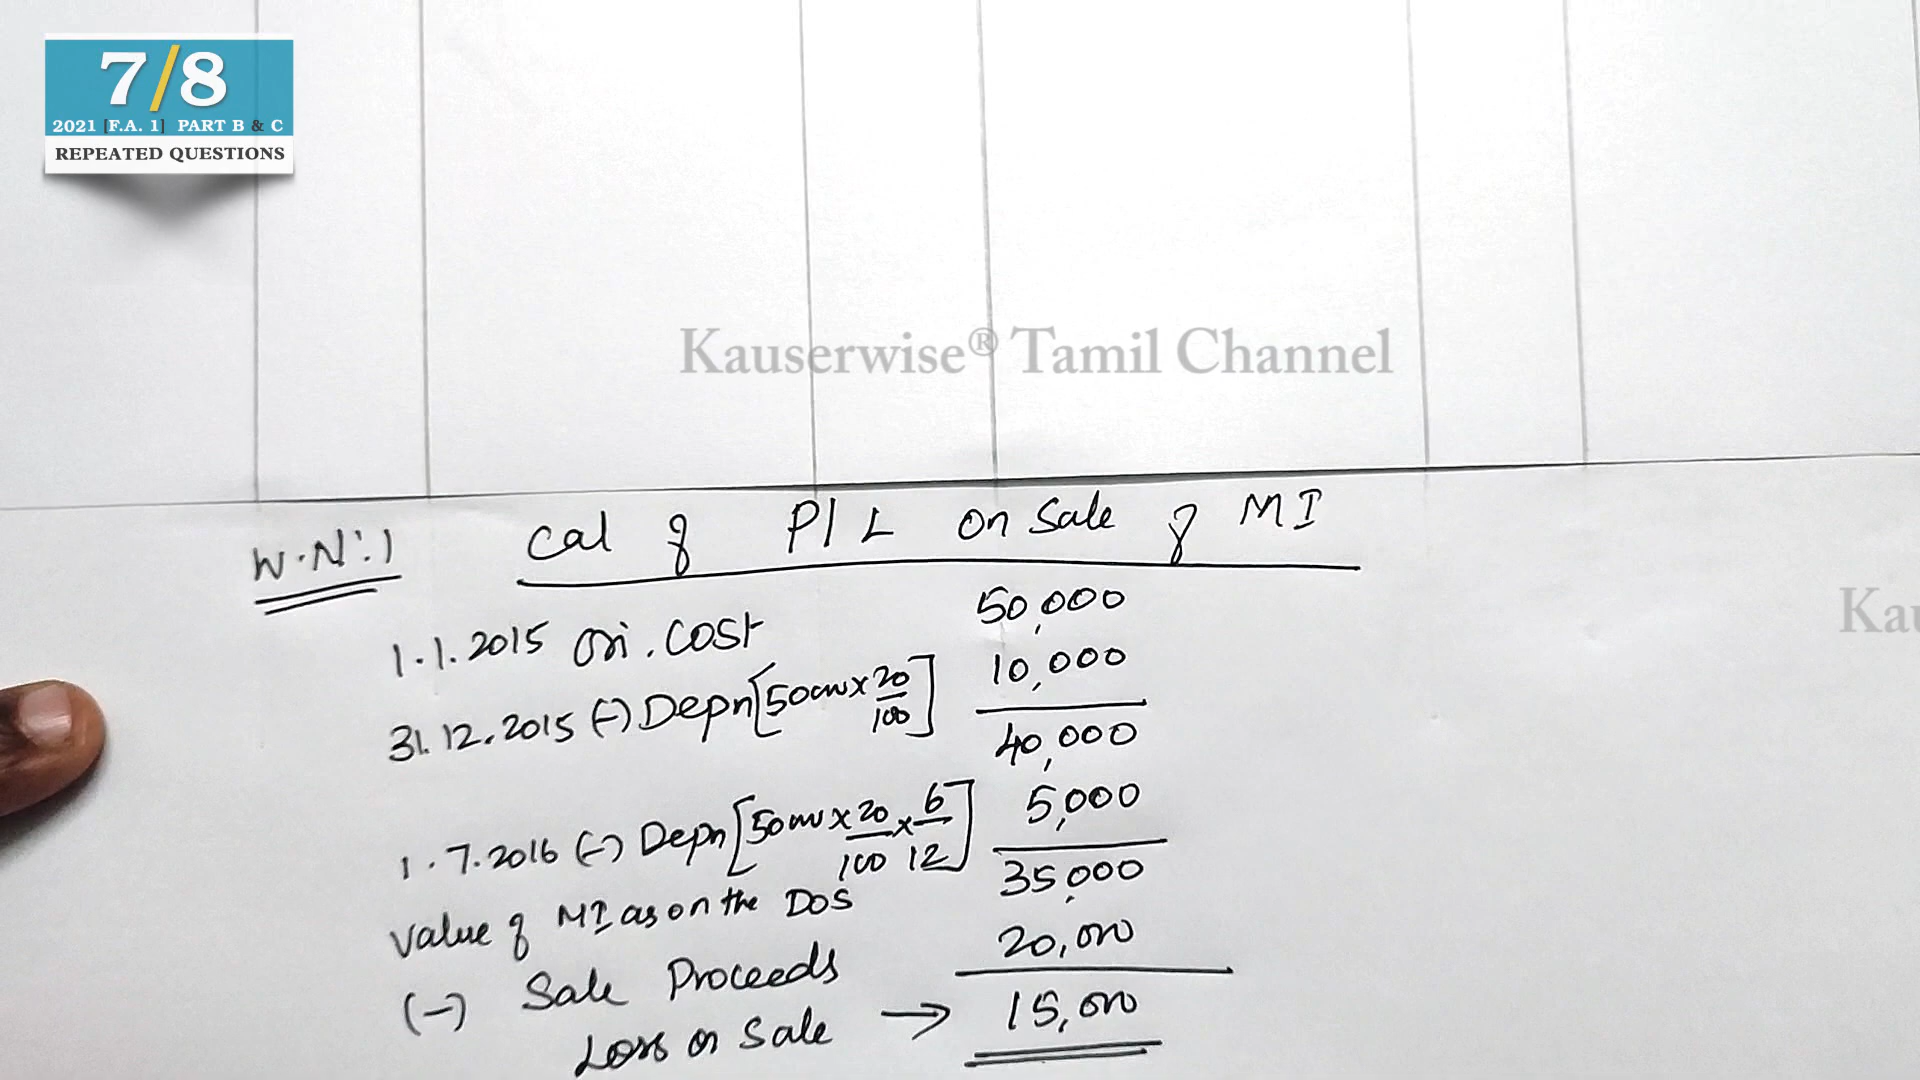 7/8
2021 [F.A. 1] PART B & C
REPEATED QUESTIONS
Kauserwise® Tamil Channel
Kau
W.N:1 Cal of P/L on Sale of M1
1.1.2015 Ori. Cost 50,000
31.12.2015 (-) Depn [50000 x 20/100] 10,000
40,000
1.7.2016 (-) Depn [50000 x 20/100 x 6/12] 5,000
Value of M1 as on the DOS 35,000
(-) Sale Proceeds 20,000
Loss on Sale → 15,000